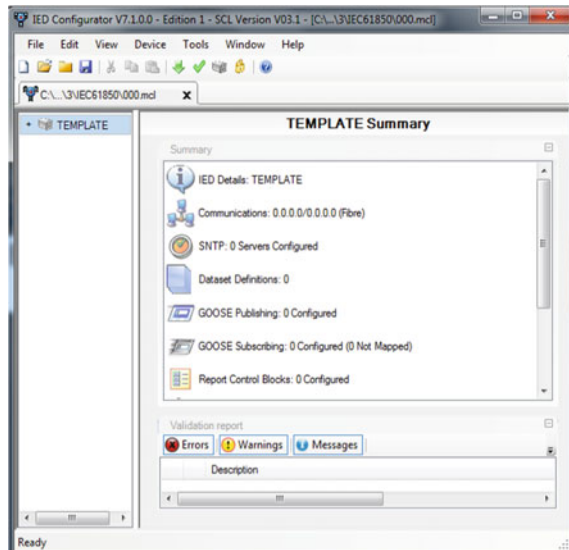 IED Configurator V7.1.0.0 - Edition 1 - SCL Version V03.1 - [C:\...\3\IEC61850\000.mcl]
File Edit View Device Tools Window Help
C:\...\3\IEC61850\000.mcl
TEMPLATE
TEMPLATE Summary
Summary
IED Details: TEMPLATE
Communications: 0.0.0.0/0.0.0.0 (Fibre)
SNTP: 0 Servers Configured
Dataset Definitions: 0
GOOSE Publishing: 0 Configured
GOOSE Subscribing: 0 Configured (0 Not Mapped)
Report Control Blocks: 0 Configured
Validation report
Errors Warnings Messages
Description
Ready